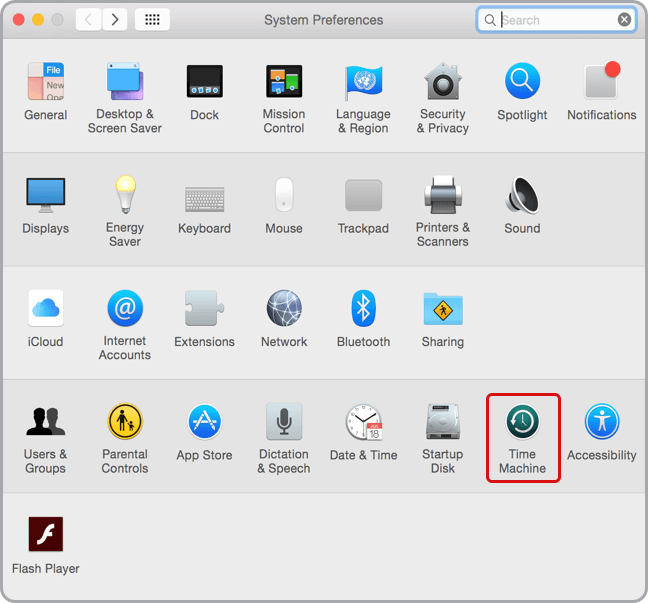 System Preferences
Search
File
New
General
Desktop &
Screen Saver
Dock
Mission
Control
Language
& Region
Security
& Privacy
Spotlight
Notifications
Displays
Energy
Saver
Keyboard
Mouse
Trackpad
Printers &
Scanners
Sound
iCloud
@
Internet
Accounts
Extensions
Network
Bluetooth
Sharing
Users &
Groups
Parental
Controls
App Store
Dictation
& Speech
JUL
18
Date & Time
Startup
Disk
Time
Machine
Accessibility
Flash Player